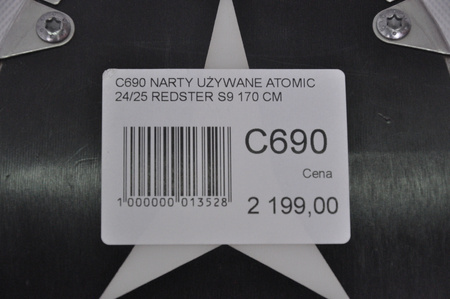 C690 NARTY UŻYWANE ATOMIC
24/25 REDSTER S9 170 CM
C690
Cena
1 000000 013528
2 199,00